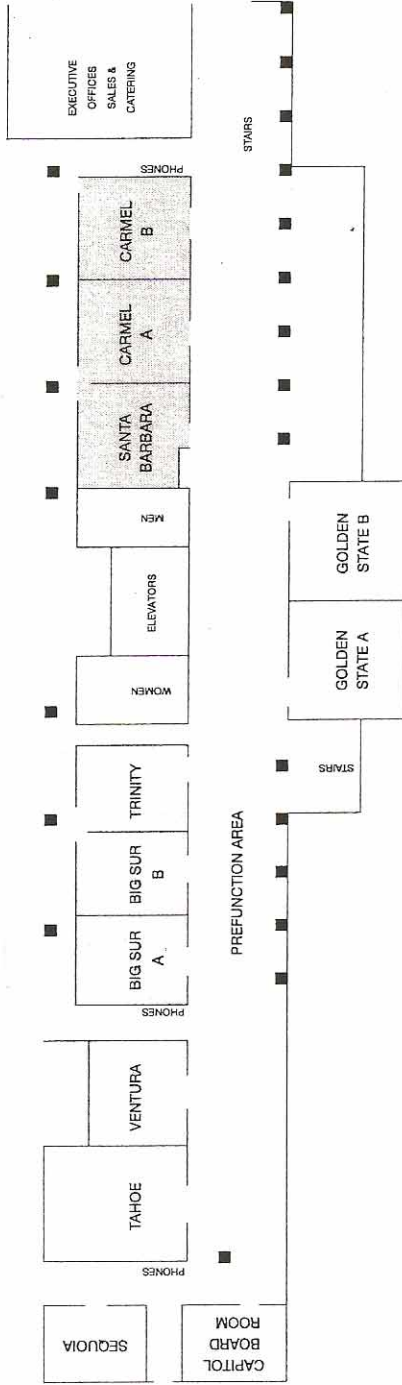 EXECUTIVE
OFFICES
SALES &
CATERING
PHONES
STAIRS
CARMEL
B
CARMEL
A
SANTA
BARBARA
MEN
ELEVATORS
WOMEN
GOLDEN
STATE B
GOLDEN
STATE A
STAIRS
TRINITY
BIG SUR
B
BIG SUR
A
PHONES
PREFUNCTION AREA
VENTURA
TAHOE
PHONES
SEQUOIA
CAPITOL
BOARD
ROOM